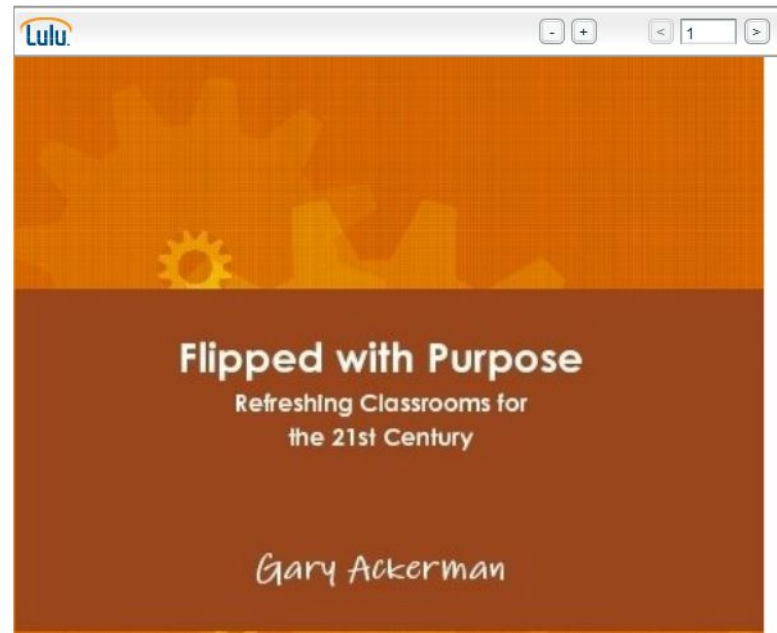 Lulu
- + < 1 >
Flipped with Purpose
Refreshing Classrooms for
the 21st Century
Gary Ackerman